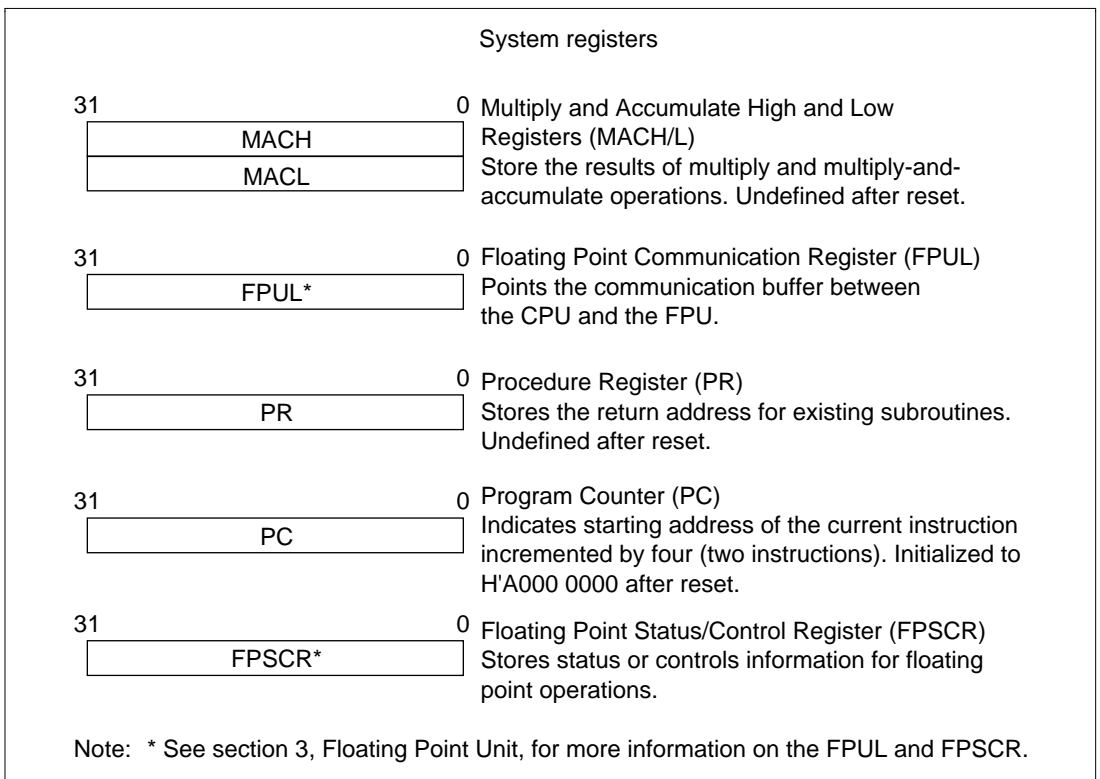 System registers
31 0 Multiply and Accumulate High and Low
MACH Registers (MACH/L)
MACL Store the results of multiply and multiply-and-
accumulate operations. Undefined after reset.
31 0 Floating Point Communication Register (FPUL)
FPUL* Points the communication buffer between
the CPU and the FPU.
31 0 Procedure Register (PR)
PR Stores the return address for existing subroutines.
Undefined after reset.
31 0 Program Counter (PC)
PC Indicates starting address of the current instruction
incremented by four (two instructions). Initialized to
H'A000 0000 after reset.
31 0 Floating Point Status/Control Register (FPSCR)
FPSCR* Stores status or controls information for floating
point operations.
Note: * See section 3, Floating Point Unit, for more information on the FPUL and FPSCR.